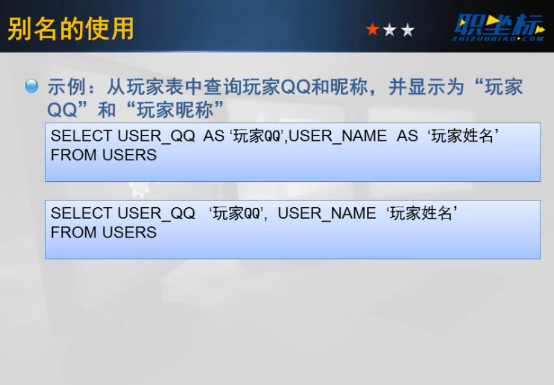 别名的使用
职坐标
ZHIZUOBIAO.COM
示例：从玩家表中查询玩家QQ和昵称，并显示为“玩家
QQ”和“玩家昵称”
SELECT USER_QQ AS ‘玩家QQ’,USER_NAME AS ‘玩家姓名’
FROM USERS
SELECT USER_QQ ‘玩家QQ’, USER_NAME ‘玩家姓名’
FROM USERS